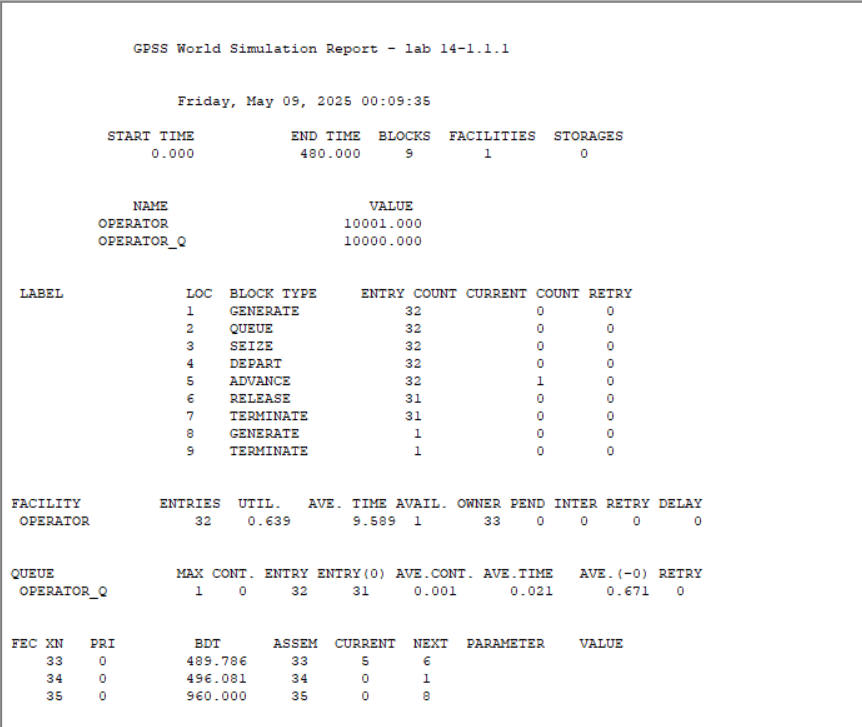 GPSS World Simulation Report - lab 14-1.1.1
Friday, May 09, 2025 00:09:35
START TIME END TIME BLOCKS FACILITIES STORAGES
0.000 480.000 9 1 0
NAME VALUE
OPERATOR 10001.000
OPERATOR_Q 10000.000
LABEL LOC BLOCK TYPE ENTRY COUNT CURRENT COUNT RETRY
1 GENERATE 32 0 0
2 QUEUE 32 0 0
3 SEIZE 32 0 0
4 DEPART 32 0 0
5 ADVANCE 32 1 0
6 RELEASE 31 0 0
7 TERMINATE 31 0 0
8 GENERATE 1 0 0
9 TERMINATE 1 0 0
FACILITY ENTRIES UTIL. AVE. TIME AVAIL. OWNER PEND INTER RETRY DELAY
OPERATOR 32 0.639 9.589 1 33 0 0 0 0
QUEUE MAX CONT. ENTRY ENTRY(0) AVE.CONT. AVE.TIME AVE.(-0) RETRY
OPERATOR_Q 1 0 32 31 0.001 0.021 0.671 0
FEC XN PRI BDT ASSEM CURRENT NEXT PARAMETER VALUE
33 0 489.786 33 5 6
34 0 496.081 34 0 1
35 0 960.000 35 0 8